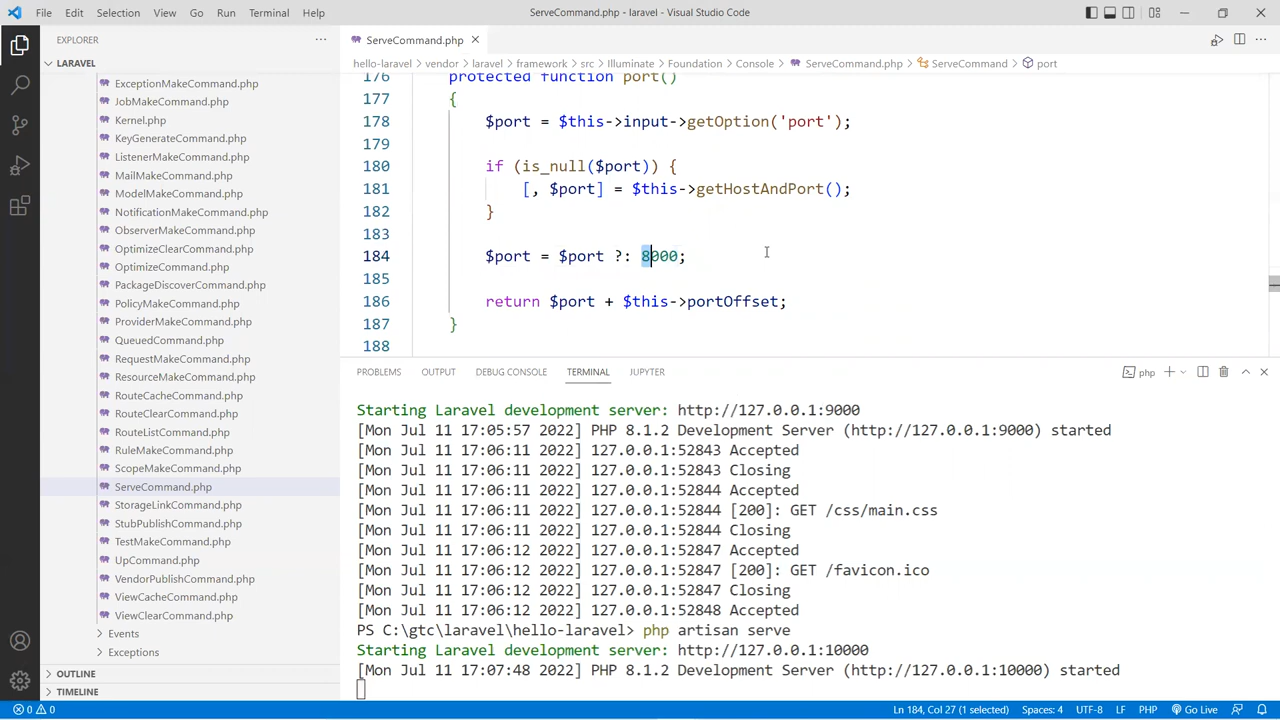 File Edit Selection View Go Run Terminal Help ServeCommand.php - laravel - Visual Studio Code
EXPLORER
LARAVEL
ExceptionMakeCommand.php
JobMakeCommand.php
Kernel.php
KeyGenerateCommand.php
ListenerMakeCommand.php
MailMakeCommand.php
ModelMakeCommand.php
NotificationMakeCommand.php
ObserverMakeCommand.php
OptimizeClearCommand.php
OptimizeCommand.php
PackageDiscoverCommand.php
PolicyMakeCommand.php
ProviderMakeCommand.php
QueuedCommand.php
RequestMakeCommand.php
ResourceMakeCommand.php
RouteCacheCommand.php
RouteClearCommand.php
RouteListCommand.php
RuleMakeCommand.php
ScopeMakeCommand.php
ServeCommand.php
StorageLinkCommand.php
StubPublishCommand.php
TestMakeCommand.php
UpCommand.php
VendorPublishCommand.php
ViewCacheCommand.php
ViewClearCommand.php
Events
Exceptions
OUTLINE
TIMELINE
ServeCommand.php
hello-laravel > vendor > laravel > framework > src > Illuminate > Foundation > Console > ServeCommand.php > ServeCommand > port
176 protected function port()
177 {
178 $port = $this->input->getOption('port');
179
180 if (is_null($port)) {
181 [, $port] = $this->getHostAndPort();
182 }
183
184 $port = $port ?: 8000;
185
186 return $port + $this->portOffset;
187 }
188
PROBLEMS OUTPUT DEBUG CONSOLE TERMINAL JUPYTER php
Starting Laravel development server: http://127.0.0.1:9000
[Mon Jul 11 17:05:57 2022] PHP 8.1.2 Development Server (http://127.0.0.1:9000) started
[Mon Jul 11 17:06:11 2022] 127.0.0.1:52843 Accepted
[Mon Jul 11 17:06:11 2022] 127.0.0.1:52843 Closing
[Mon Jul 11 17:06:11 2022] 127.0.0.1:52844 Accepted
[Mon Jul 11 17:06:11 2022] 127.0.0.1:52844 [200]: GET /css/main.css
[Mon Jul 11 17:06:11 2022] 127.0.0.1:52844 Closing
[Mon Jul 11 17:06:12 2022] 127.0.0.1:52847 Accepted
[Mon Jul 11 17:06:12 2022] 127.0.0.1:52847 [200]: GET /favicon.ico
[Mon Jul 11 17:06:12 2022] 127.0.0.1:52847 Closing
[Mon Jul 11 17:06:12 2022] 127.0.0.1:52848 Accepted
PS C:\gtc\laravel\hello-laravel> php artisan serve
Starting Laravel development server: http://127.0.0.1:10000
[Mon Jul 11 17:07:48 2022] PHP 8.1.2 Development Server (http://127.0.0.1:10000) started
0 0 Ln 184, Col 27 (1 selected) Spaces: 4 UTF-8 LF PHP Go Live